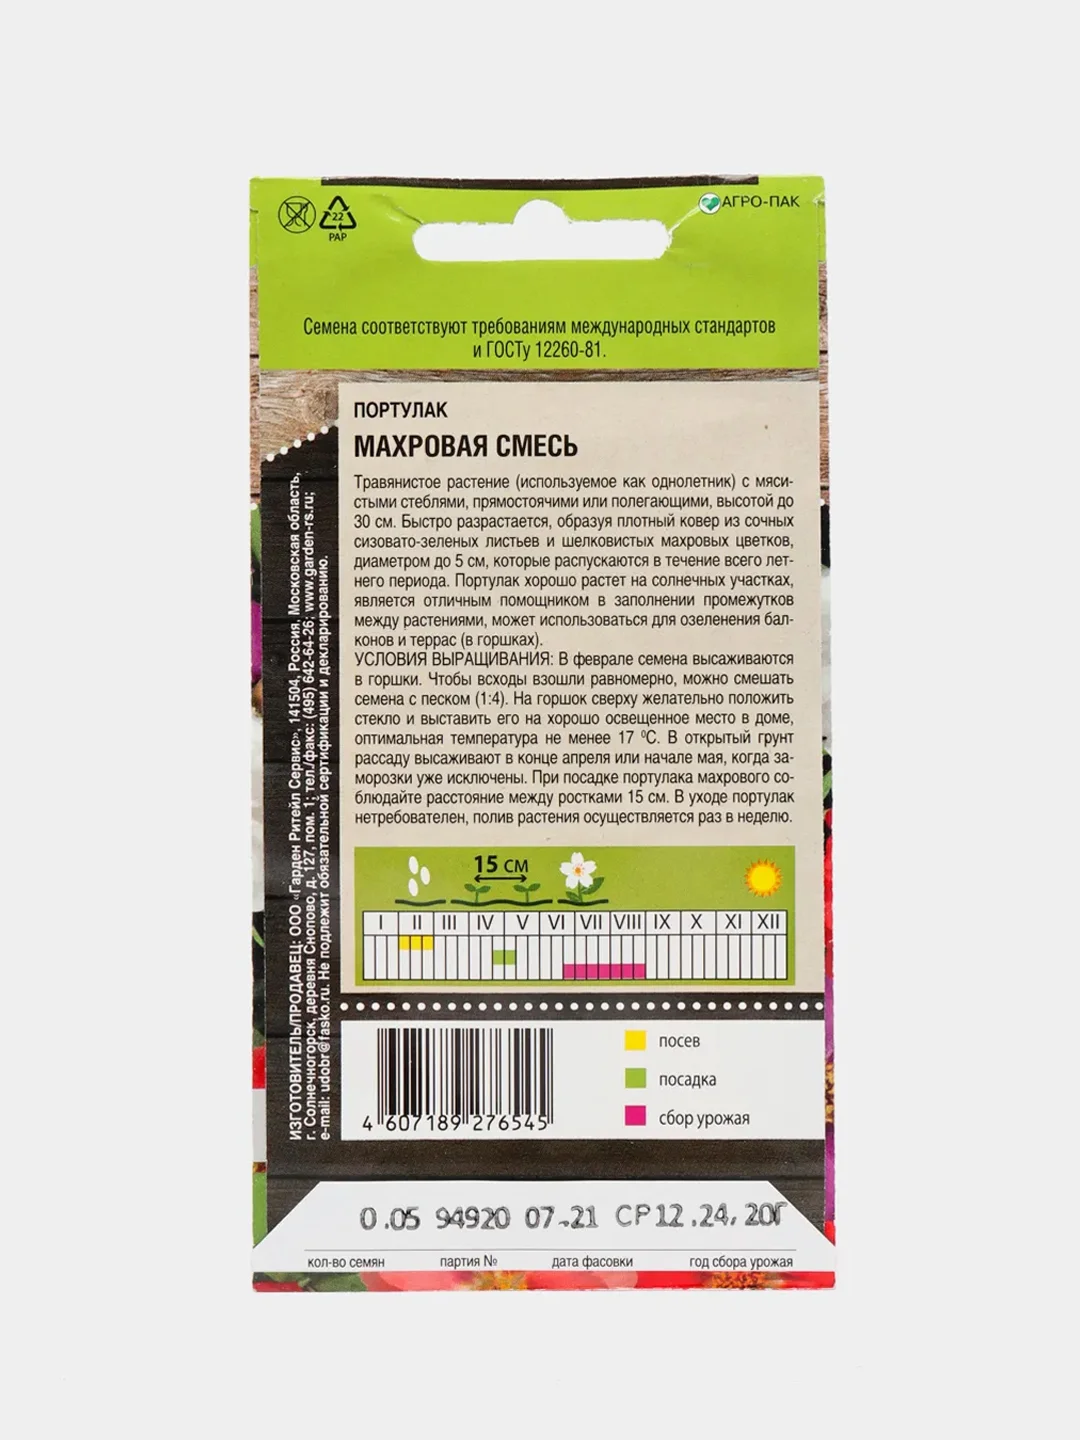 АГРО-ПАК
22
PAP
Семена соответствуют требованиям международных стандартов
и ГОСТу 12260-81.
ПОРТУЛАК
МАХРОВАЯ СМЕСЬ
Травянистое растение (используемое как однолетник) с мяси-
стыми стеблями, прямостоячими или полегающими, высотой до
30 см. Быстро разрастается, образуя плотный ковер из сочных
сизовато-зеленых листьев и шелковистых махровых цветков,
диаметром до 5 см, которые распускаются в течение всего лет-
него периода. Портулак хорошо растет на солнечных участках,
является отличным помощником в заполнении промежутков
между растениями, может использоваться для озеленения бал-
конов и террас (в горшках).
УСЛОВИЯ ВЫРАЩИВАНИЯ: В феврале семена высаживаются
в горшки. Чтобы всходы взошли равномерно, можно смешать
семена с песком (1:4). На горшок сверху желательно положить
стекло и выставить его на хорошо освещенное место в доме,
оптимальная температура не менее 17 ⁰С. В открытый грунт
рассаду высаживают в конце апреля или начале мая, когда за-
морозки уже исключены. При посадке портулака махрового со-
блюдайте расстояние между ростками 15 см. В уходе портулак
нетребователен, полив растения осуществляется раз в неделю.
15 см
I II III IV V VI VII VIII IX X XI XII
ИЗГОТОВИТЕЛЬ/ПРОДАВЕЦ: ООО «Гарден Ритейл Сервис», 141504, Россия, Московская область,
г. Солнечногорск, деревня Снопово, д. 127, пом. 1; тел./факс: (495) 642-64-26; www.garden-rs.ru;
e-mail: udobr@fasko.ru. Не подлежит обязательной сертификации и декларированию.
посев
посадка
сбор урожая
4 607189 276545
0.05 94920 07.21 СР12.24, 20Г
кол-во семян партия № дата фасовки год сбора урожая